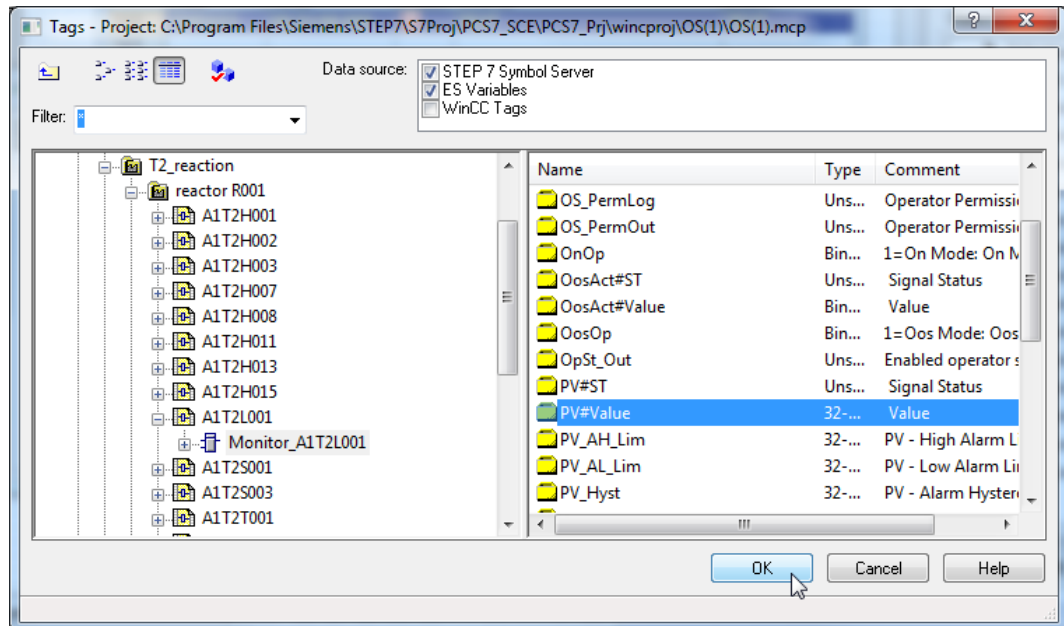 Tags - Project: C:\Program Files\Siemens\STEP7\S7Proj\PCS7_SCE\PCS7_Prj\wincproj\OS(1)\OS(1).mcp
Data source:
STEP 7 Symbol Server
ES Variables
WinCC Tags
Filter: *
T2_reaction
reactor R001
A1T2H001
A1T2H002
A1T2H003
A1T2H007
A1T2H008
A1T2H011
A1T2H013
A1T2H015
A1T2L001
Monitor_A1T2L001
A1T2S001
A1T2S003
A1T2T001
Name Type Comment
OS_PermLog Uns... Operator Permissi
OS_PermOut Uns... Operator Permissi
OnOp Bin... 1=On Mode: On M
OosAct#ST Uns... Signal Status
OosAct#Value Bin... Value
OosOp Bin... 1=Oos Mode: Oos
OpSt_Out Uns... Enabled operator s
PV#ST Uns... Signal Status
PV#Value 32-... Value
PV_AH_Lim 32-... PV - High Alarm L
PV_AL_Lim 32-... PV - Low Alarm Li
PV_Hyst 32-... PV - Alarm Hyster
OK Cancel Help